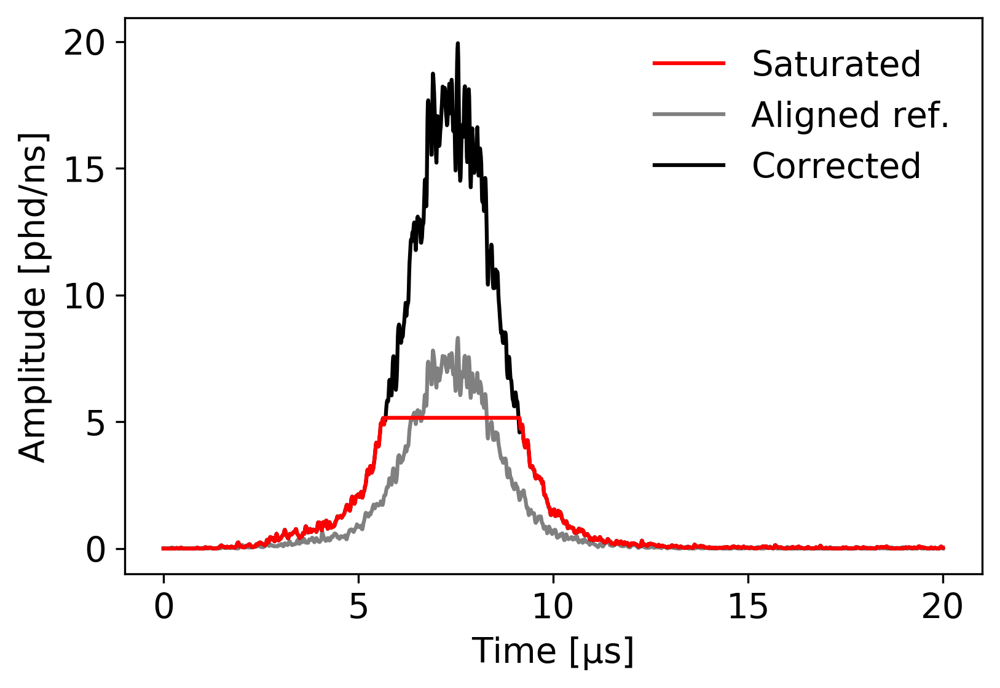 Amplitude [phd/ns]
20
15
10
5
0
Saturated
Aligned ref.
Corrected
0 5 10 15 20
Time [µs]